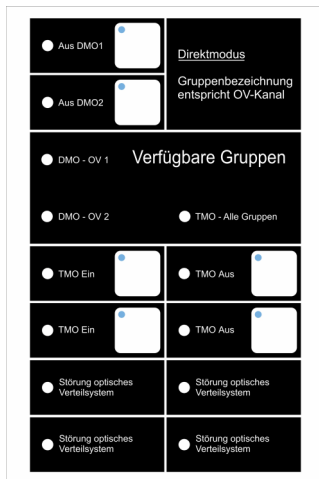 Aus DMO1
Direktmodus
Gruppenbezeichnung
entspricht OV-Kanal
Aus DMO2
DMO - OV 1
Verfügbare Gruppen
DMO - OV 2
TMO - Alle Gruppen
TMO Ein
TMO Aus
TMO Ein
TMO Aus
Störung optisches
Verteilsystem
Störung optisches
Verteilsystem
Störung optisches
Verteilsystem
Störung optisches
Verteilsystem